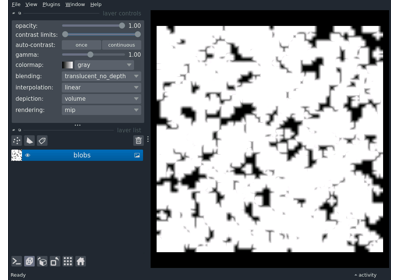 File View Plugins Window Help
layer controls
opacity: 1.00
contrast limits:
auto-contrast: once continuous
gamma: 1.00
colormap: gray
blending: translucent_no_depth
interpolation: linear
depiction: volume
rendering: mip
layer list
blobs
Ready activity